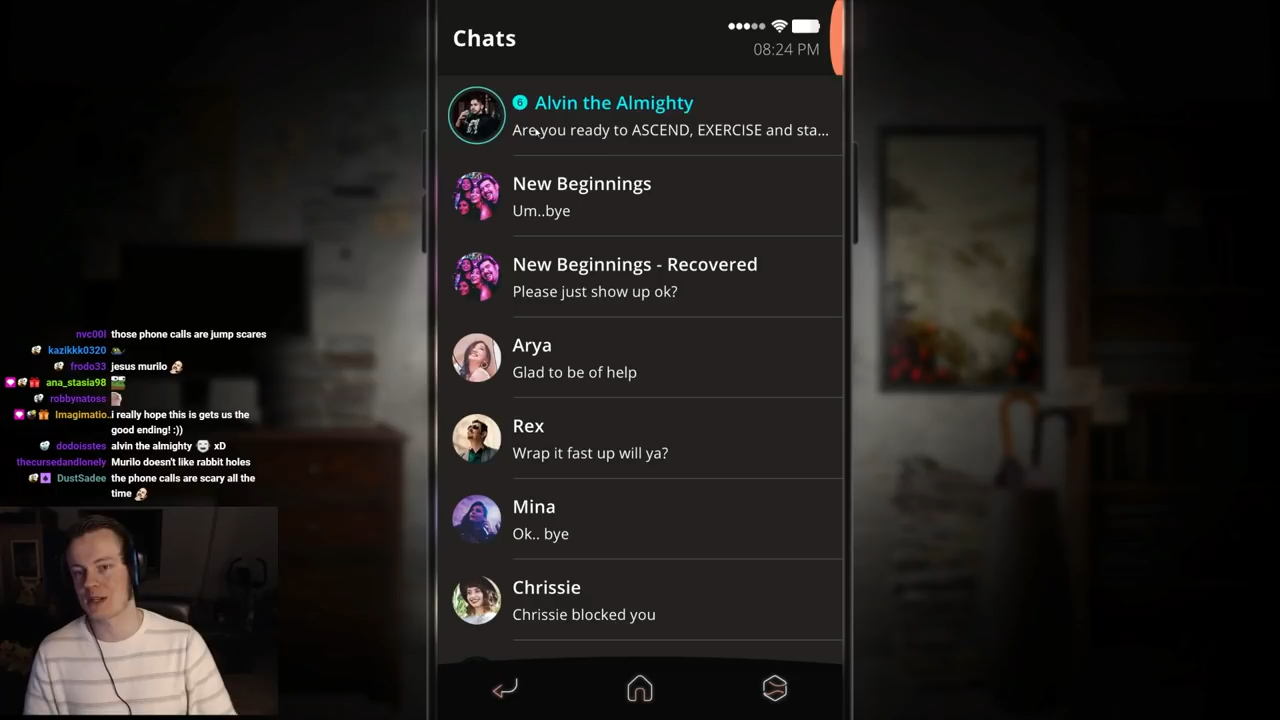 Chats
08:24 PM
6 Alvin the Almighty
Are you ready to ASCEND, EXERCISE and sta...
New Beginnings
Um..bye
New Beginnings - Recovered
Please just show up ok?
Arya
Glad to be of help
Rex
Wrap it fast up will ya?
Mina
Ok.. bye
Chrissie
Chrissie blocked you
nvc00l those phone calls are jump scares
kazikkk0320
frodo33 jesus murilo
ana_stasia98
robbynatoss
Imagimatio.. i really hope this is gets us the
good ending! :))
dodoisstes alvin the almighty xD
thecursedandlonely Murilo doesn't like rabbit holes
DustSadee the phone calls are scary all the
time